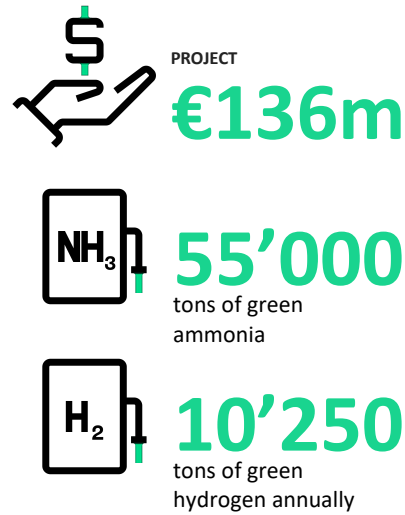 $
PROJECT
€136m
NH₃
55’000
tons of green
ammonia
H₂
10’250
tons of green
hydrogen annually